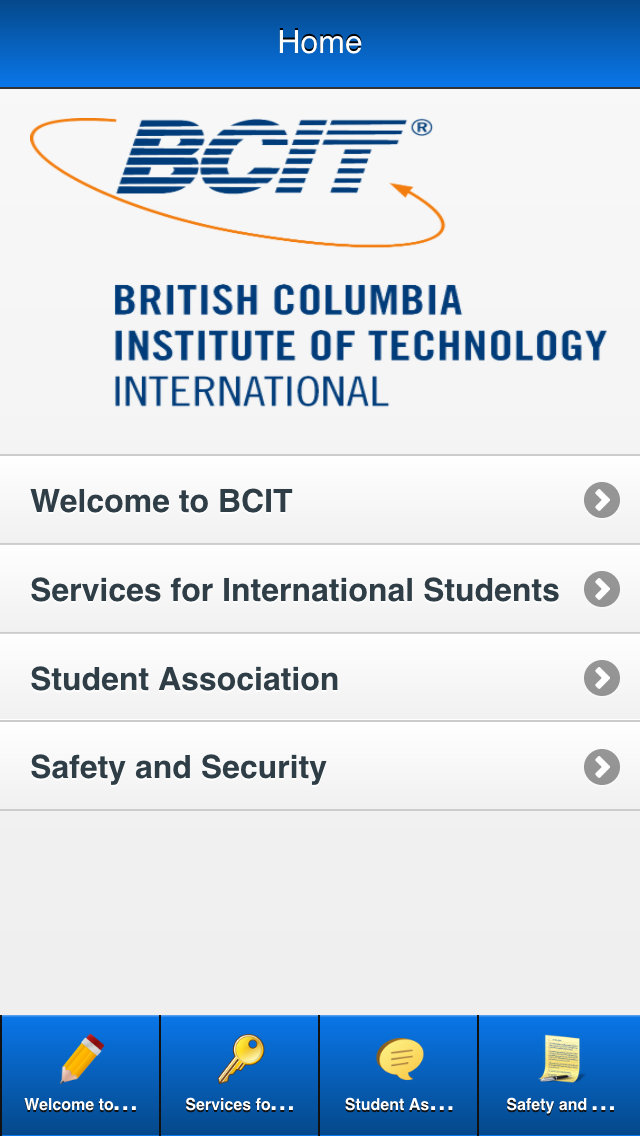 Home
BCIT®
BRITISH COLUMBIA
INSTITUTE OF TECHNOLOGY
INTERNATIONAL
Welcome to BCIT
Services for International Students
Student Association
Safety and Security
Welcome to... Services fo... Student As... Safety and ...